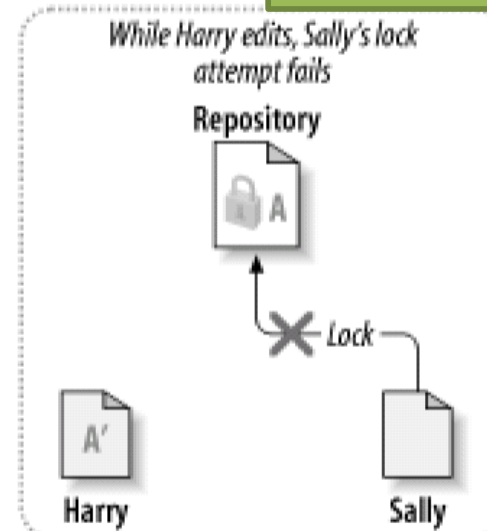 While Harry edits, Sally's lock
attempt fails
Repository
A
Lock
A′
Harry
Sally